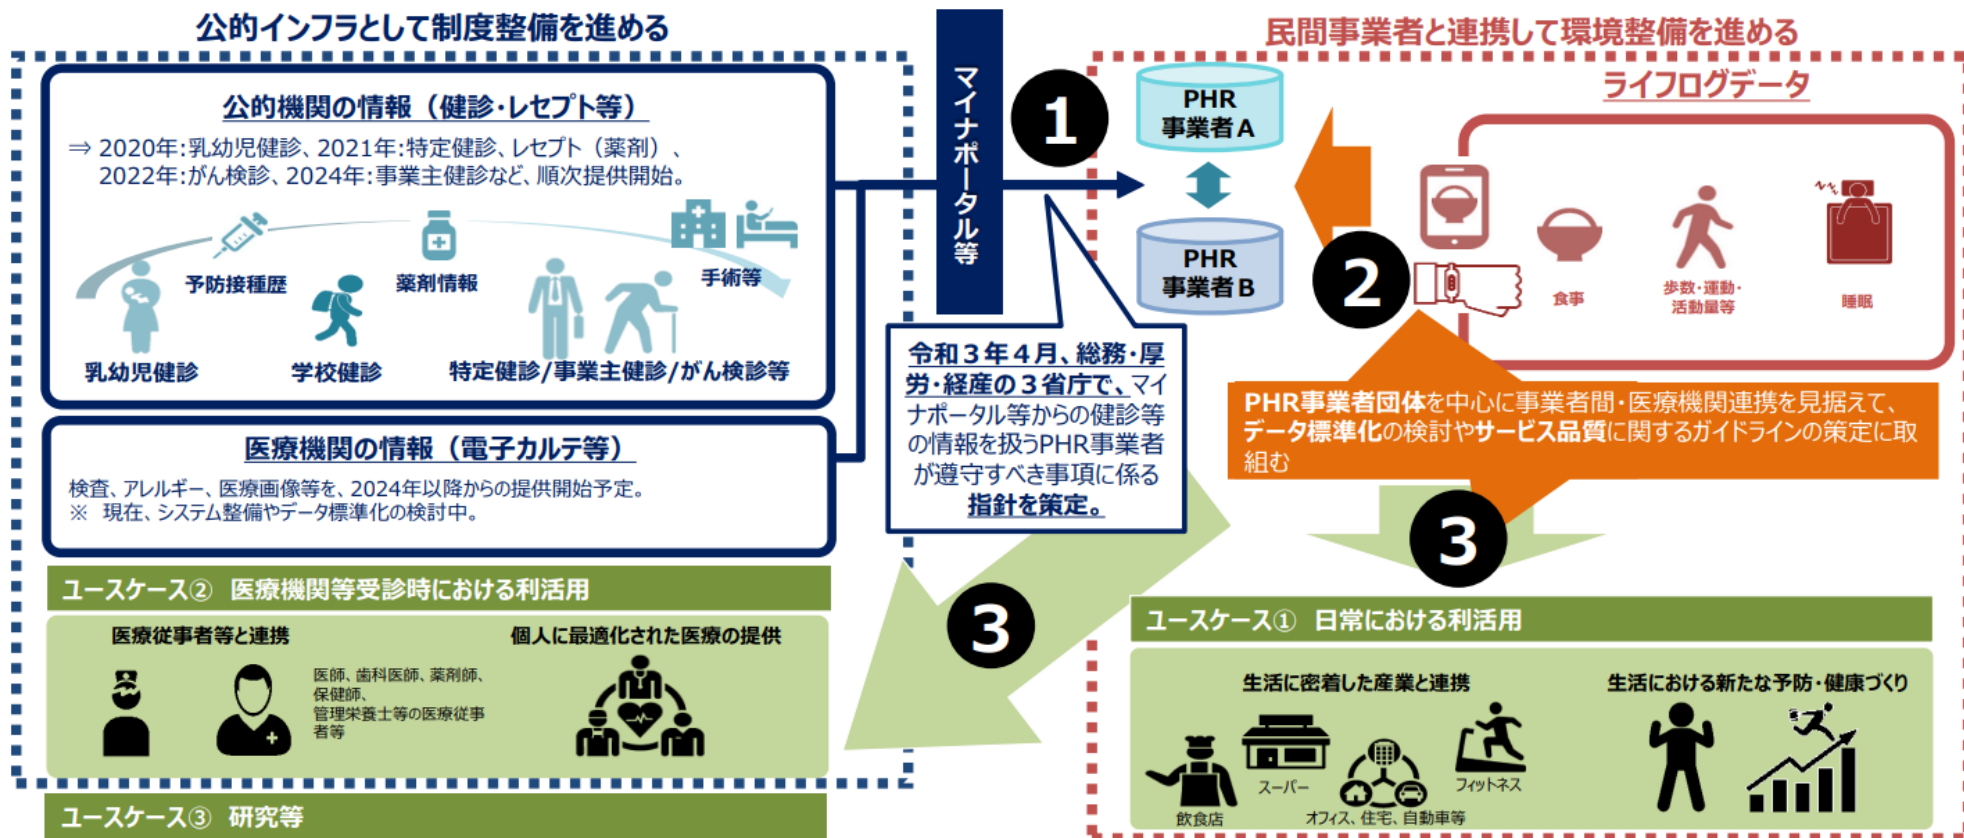 公的インフラとして制度整備を進める
公的機関の情報（健診・レセプト等）
⇒ 2020年:乳幼児健診、2021年:特定健診、レセプト（薬剤）、
2022年:がん検診、2024年:事業主健診など、順次提供開始。
予防接種歴
薬剤情報
手術等
乳幼児健診
学校健診
特定健診/事業主健診/がん検診等
医療機関の情報（電子カルテ等）
検査、アレルギー、医療画像等を、2024年以降からの提供開始予定。
※ 現在、システム整備やデータ標準化の検討中。
ユースケース② 医療機関等受診時における利活用
医療従事者等と連携
医師、歯科医師、薬剤師、
保健師、
管理栄養士等の医療従事
者等
個人に最適化された医療の提供
ユースケース③ 研究等
マイナポータル等
1
令和３年４月、総務・厚
労・経産の３省庁で、マイ
ナポータル等からの健診等
の情報を扱うPHR事業者
が遵守すべき事項に係る
指針を策定。
3
民間事業者と連携して環境整備を進める
PHR
事業者A
PHR
事業者B
2
ライフログデータ
食事
歩数・運動・
活動量等
睡眠
PHR事業者団体を中心に事業者間・医療機関連携を見据えて、
データ標準化の検討やサービス品質に関するガイドラインの策定に取
組む
3
ユースケース① 日常における利活用
生活に密着した産業と連携
飲食店
スーパー
オフィス、住宅、自動車等
フィットネス
生活における新たな予防・健康づくり